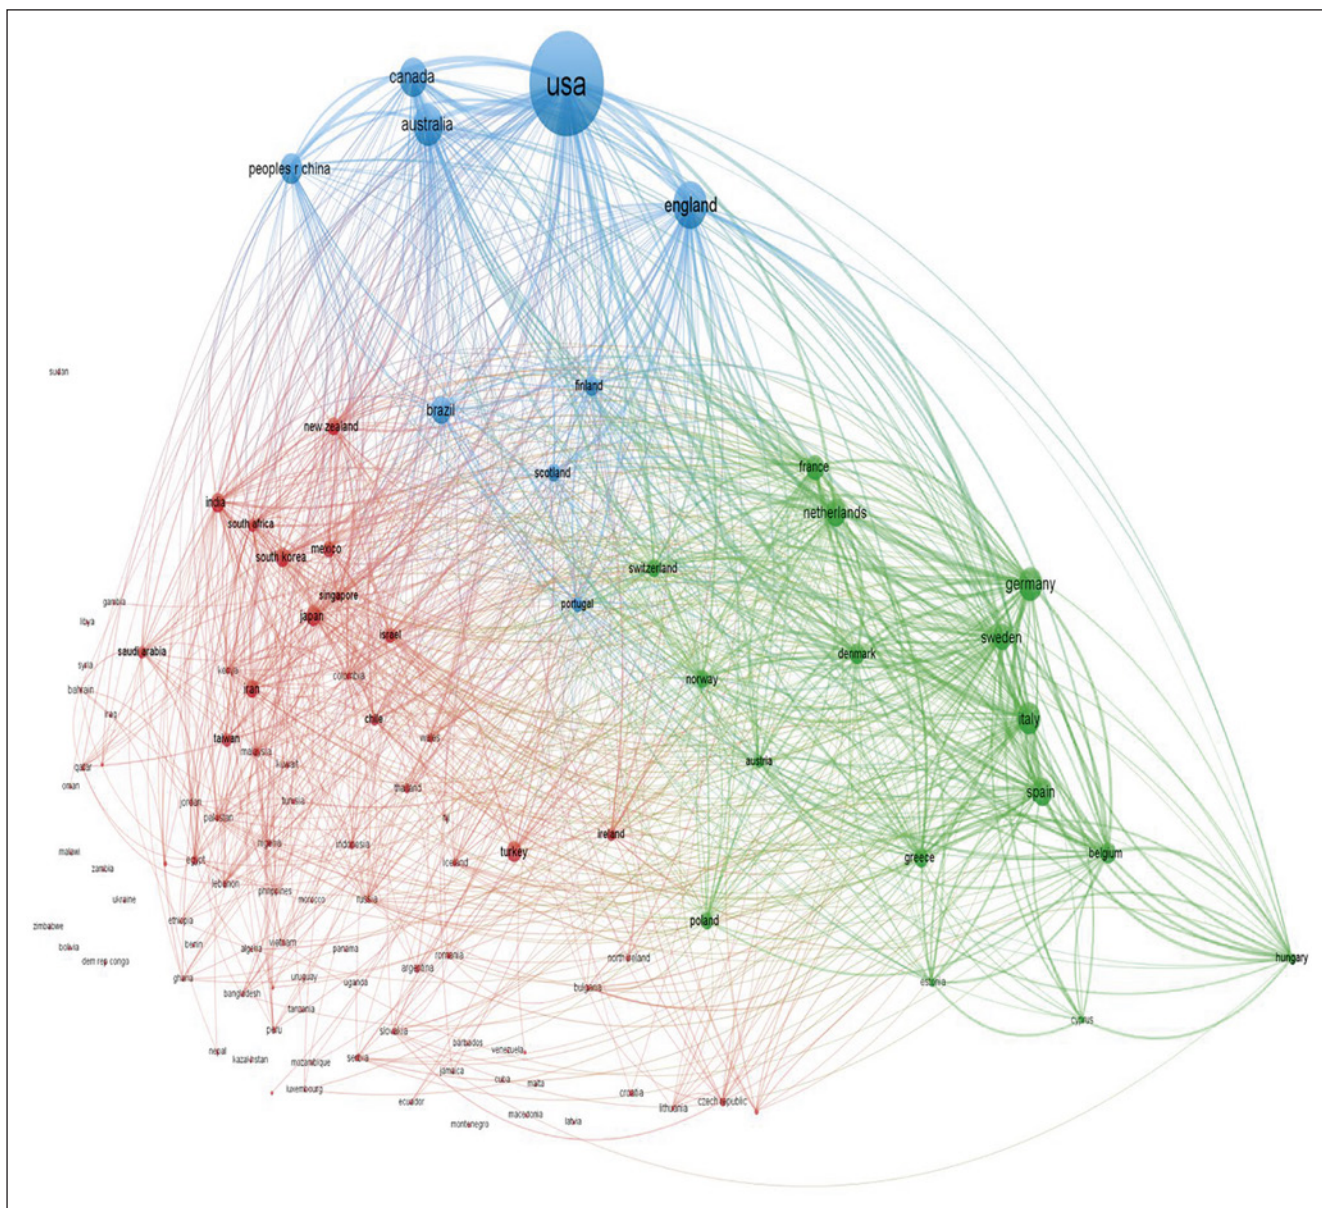 usa
canada
australia
peoples r china
england
sudan
finland
brazil
new zealand
france
scotland
india
netherlands
south africa
mexico
south korea
switzerland
germany
singapore
gambia
portugal
japan
libya
israel
sweden
saudi arabia
denmark
syria
kenya
colombia
norway
bahrain
iran
iraq
chile
italy
taiwan
wales
malaysia
austria
kuwait
qatar
oman
thailand
spain
jordan
tunisia
pakistan
ireland
nigeria
indonesia
malawi
turkey
belgium
greece
egypt
iceland
zambia
lebanon
philippines
ukraine
morocco
russia
ethiopia
poland
zimbabwe
benin
bolivia
algeria
vietnam
panama
romania
north ireland
hungary
dem rep congo
argentina
ghana
uruguay
uganda
estonia
bangladesh
bulgaria
tanzania
cyprus
peru
slovakia
barbados
nepal
kazakhstan
mozambique
serbia
venezuela
jamaica
cuba
malta
luxembourg
croatia
ecuador
lithuania
czech republic
macedonia
montenegro
latvia